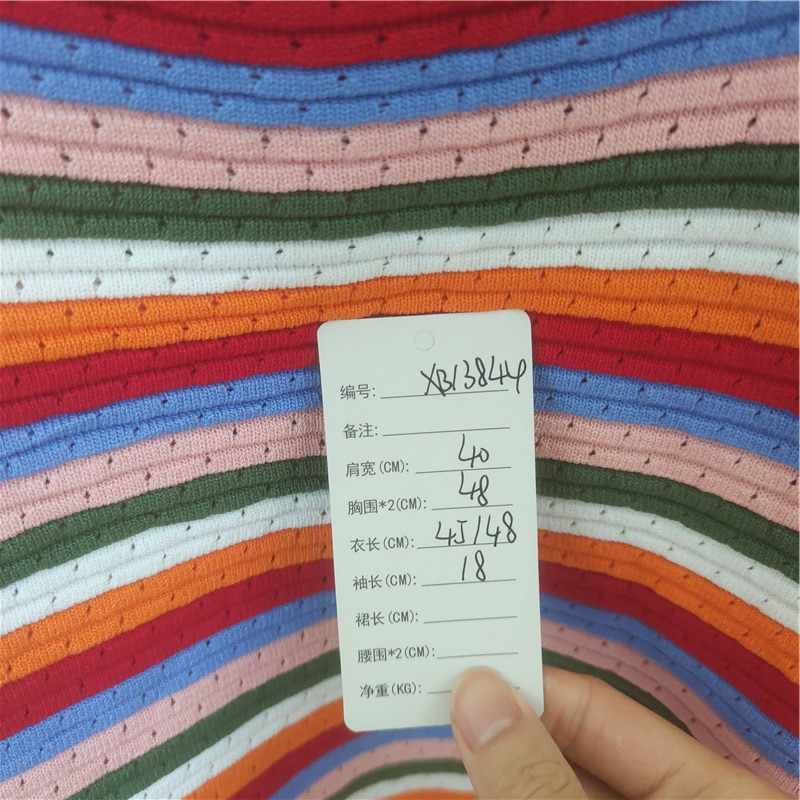 编号: XB13844
备注:
肩宽(CM): 40
胸围*2(CM): 48
衣长(CM): 45/48
袖长(CM): 18
裙长(CM):
腰围*2(CM):
净重(KG):